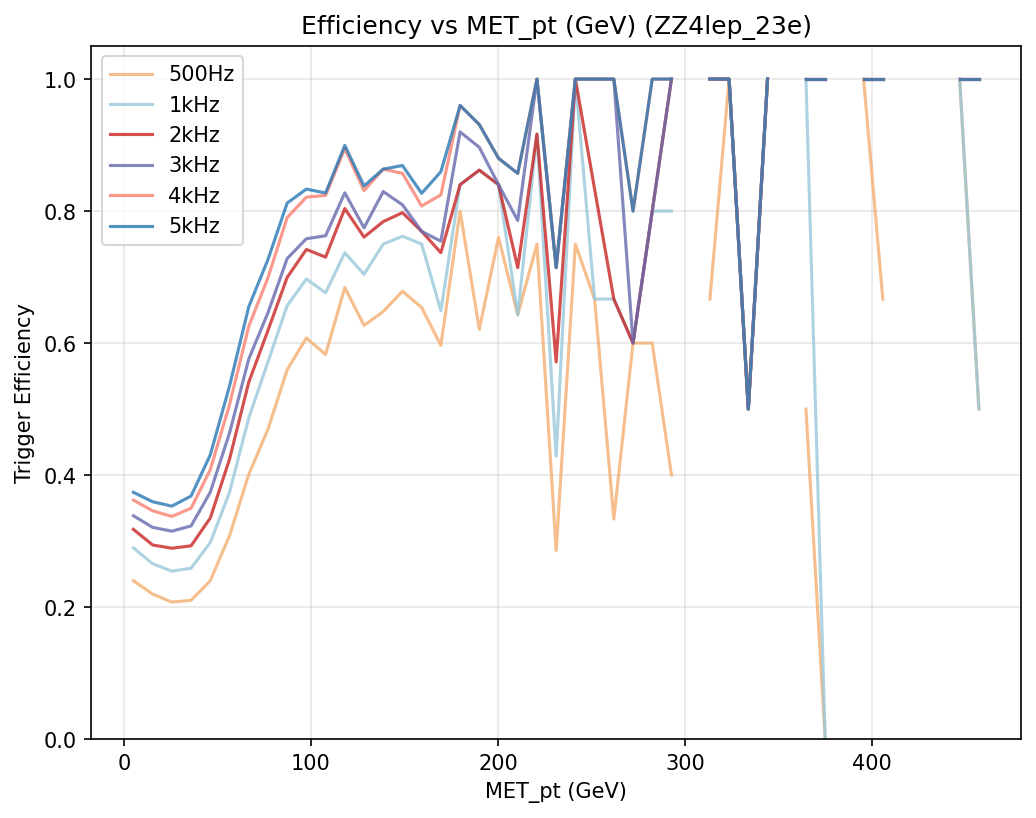 Efficiency vs MET_pt (GeV) (ZZ4lep_23e)
500Hz
1kHz
2kHz
3kHz
4kHz
5kHz
1.0
0.8
0.6
0.4
0.2
0.0
Trigger Efficiency
0 100 200 300 400
MET_pt (GeV)